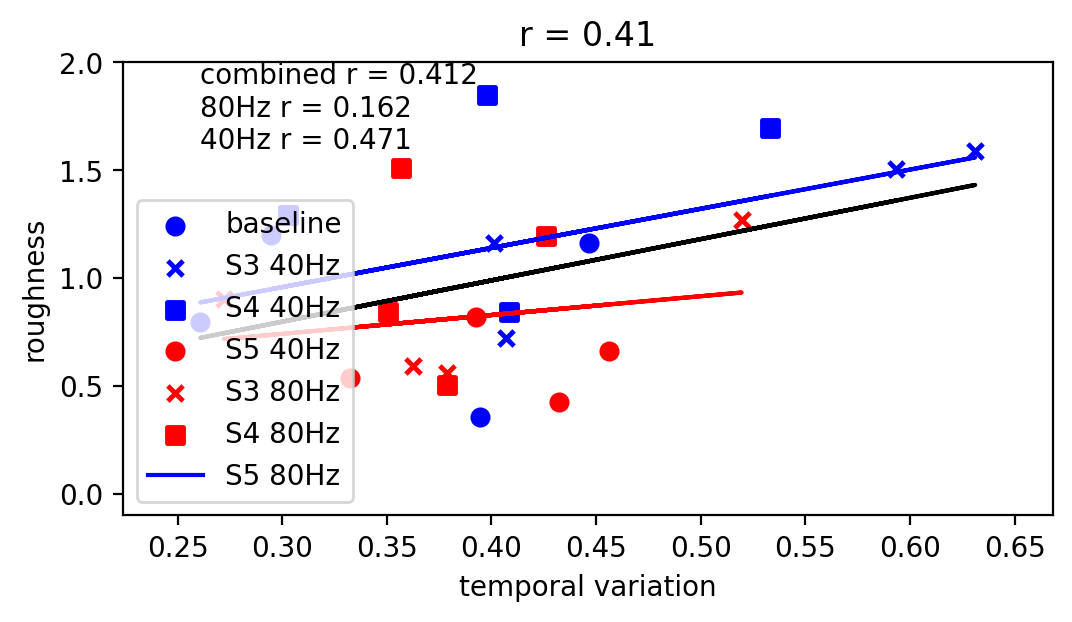 r = 0.41
combined r = 0.412
80Hz r = 0.162
40Hz r = 0.471
roughness
2.0
1.5
1.0
0.5
0.0
baseline
S3 40Hz
S4 40Hz
S5 40Hz
S3 80Hz
S4 80Hz
S5 80Hz
0.25 0.30 0.35 0.40 0.45 0.50 0.55 0.60 0.65
temporal variation